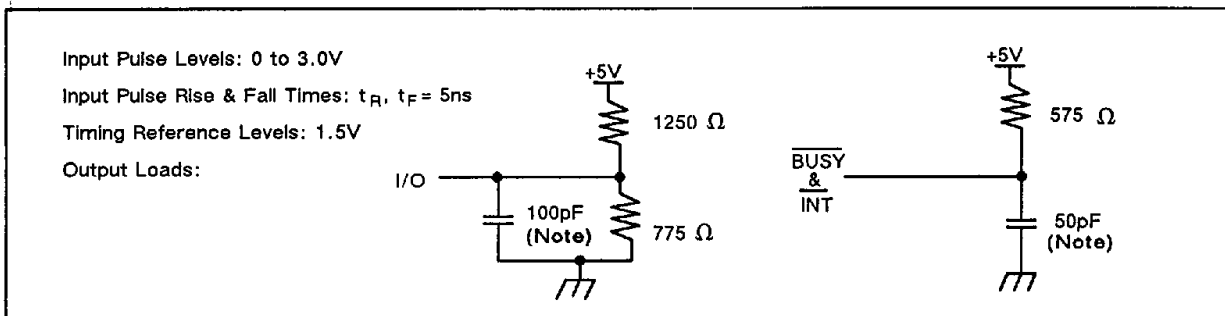 Input Pulse Levels: 0 to 3.0V
Input Pulse Rise & Fall Times: tR, tF = 5ns
Timing Reference Levels: 1.5V
Output Loads:
+5V
1250 Ω
I/O
100pF
(Note)
775 Ω
+5V
575 Ω
BUSY
&
INT
50pF
(Note)